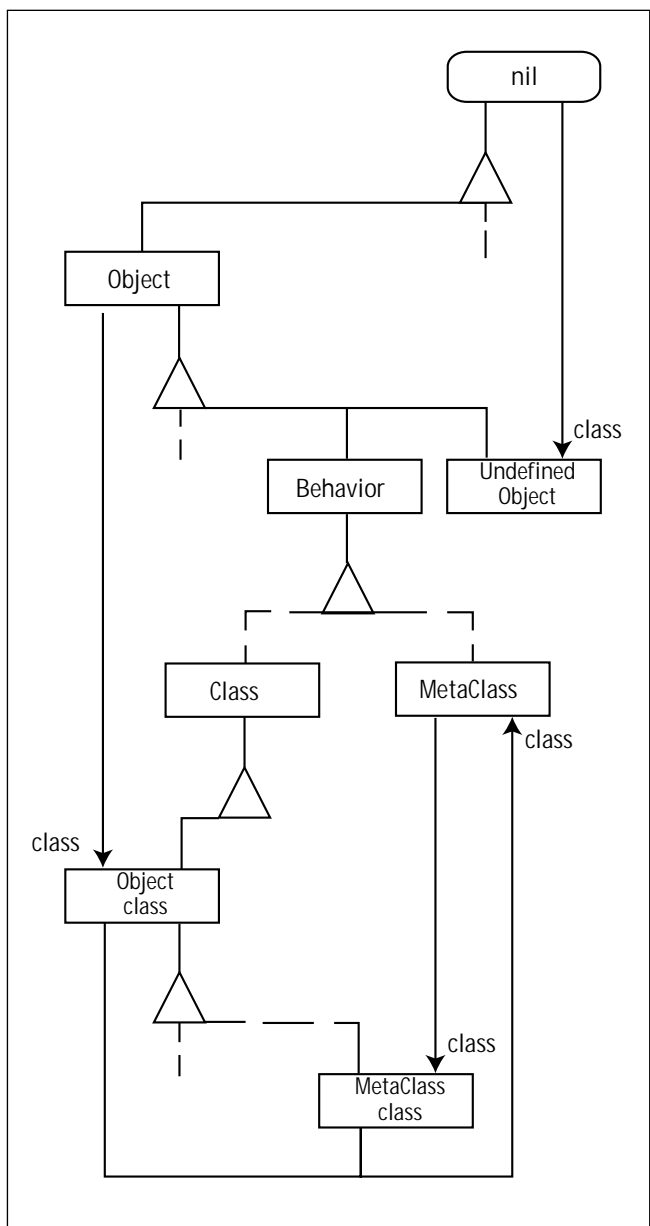 nil
Object
class
Undefined
Object
Behavior
Class
MetaClass
class
class
Object
class
class
MetaClass
class